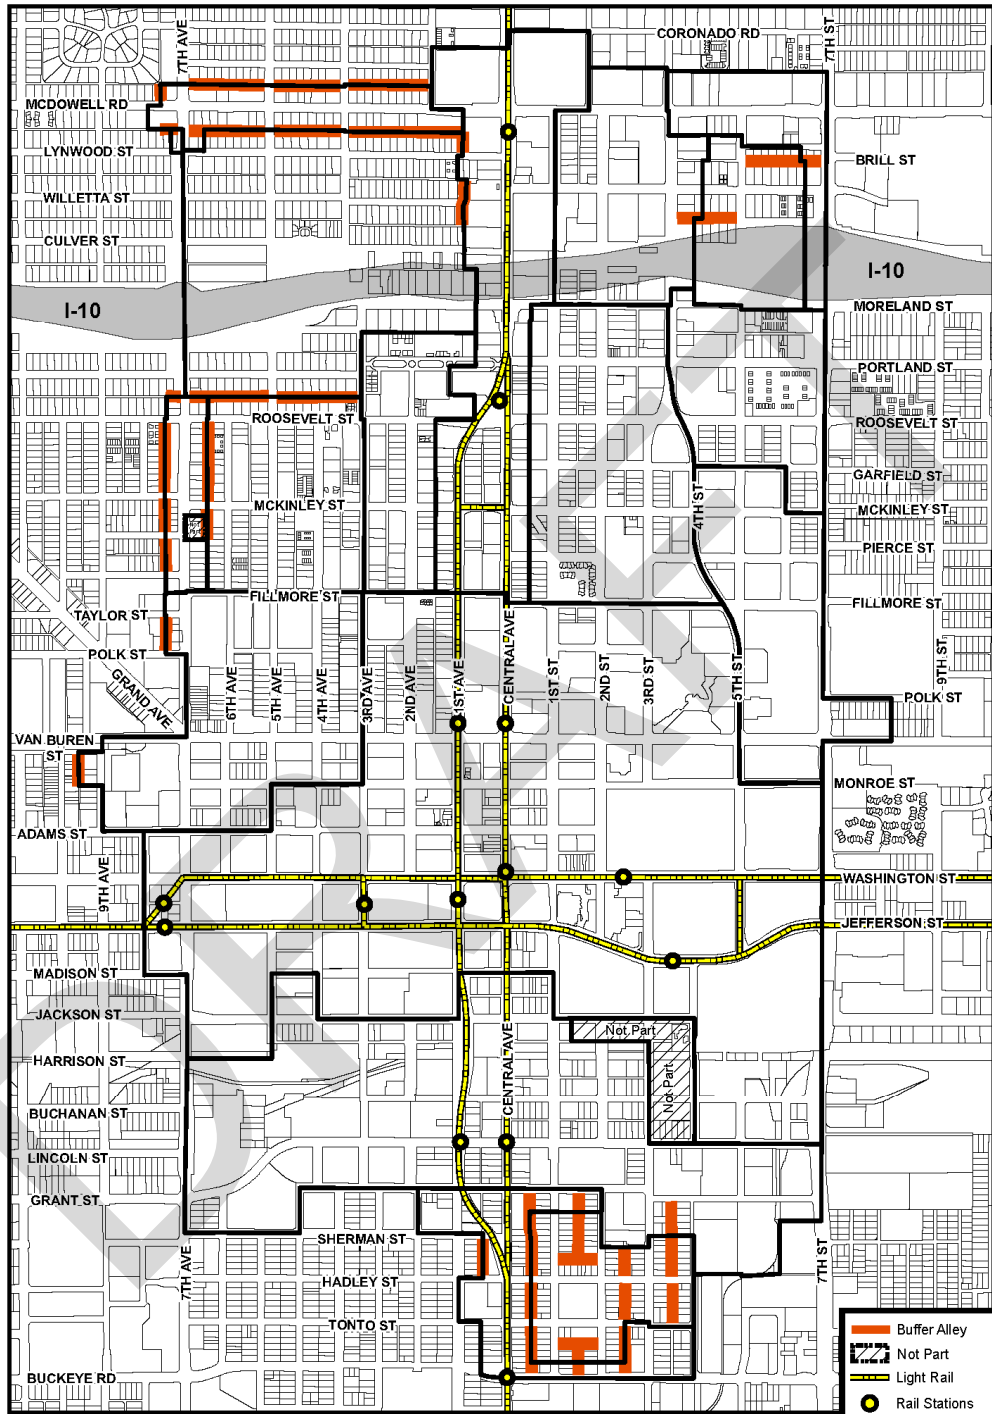 7TH AVE
CORONADO RD
7TH ST
MCDOWELL RD
LYNWOOD ST
BRILL ST
WILLETTA ST
CULVER ST
I-10
I-10
MORELAND ST
PORTLAND ST
ROOSEVELT ST
ROOSEVELT ST
GARFIELD ST
MCKINLEY ST
MCKINLEY ST
4TH ST
PIERCE ST
FILLMORE ST
FILLMORE ST
TAYLOR ST
POLK ST
GRAND AVE
6TH AVE
5TH AVE
4TH AVE
3RD AVE
2ND AVE
1ST AVE
CENTRAL AVE
1ST ST
2ND ST
3RD ST
5TH ST
9TH ST
POLK ST
VAN BUREN
ST
MONROE ST
ADAMS ST
9TH AVE
WASHINGTON ST
JEFFERSON ST
MADISON ST
JACKSON ST
Not Part
HARRISON ST
CENTRAL AVE
Not Part
BUCHANAN ST
LINCOLN ST
GRANT ST
SHERMAN ST
7TH AVE
7TH ST
HADLEY ST
TONTO ST
BUCKEYE RD
DRAFT
Buffer Alley
Not Part
Light Rail
Rail Stations